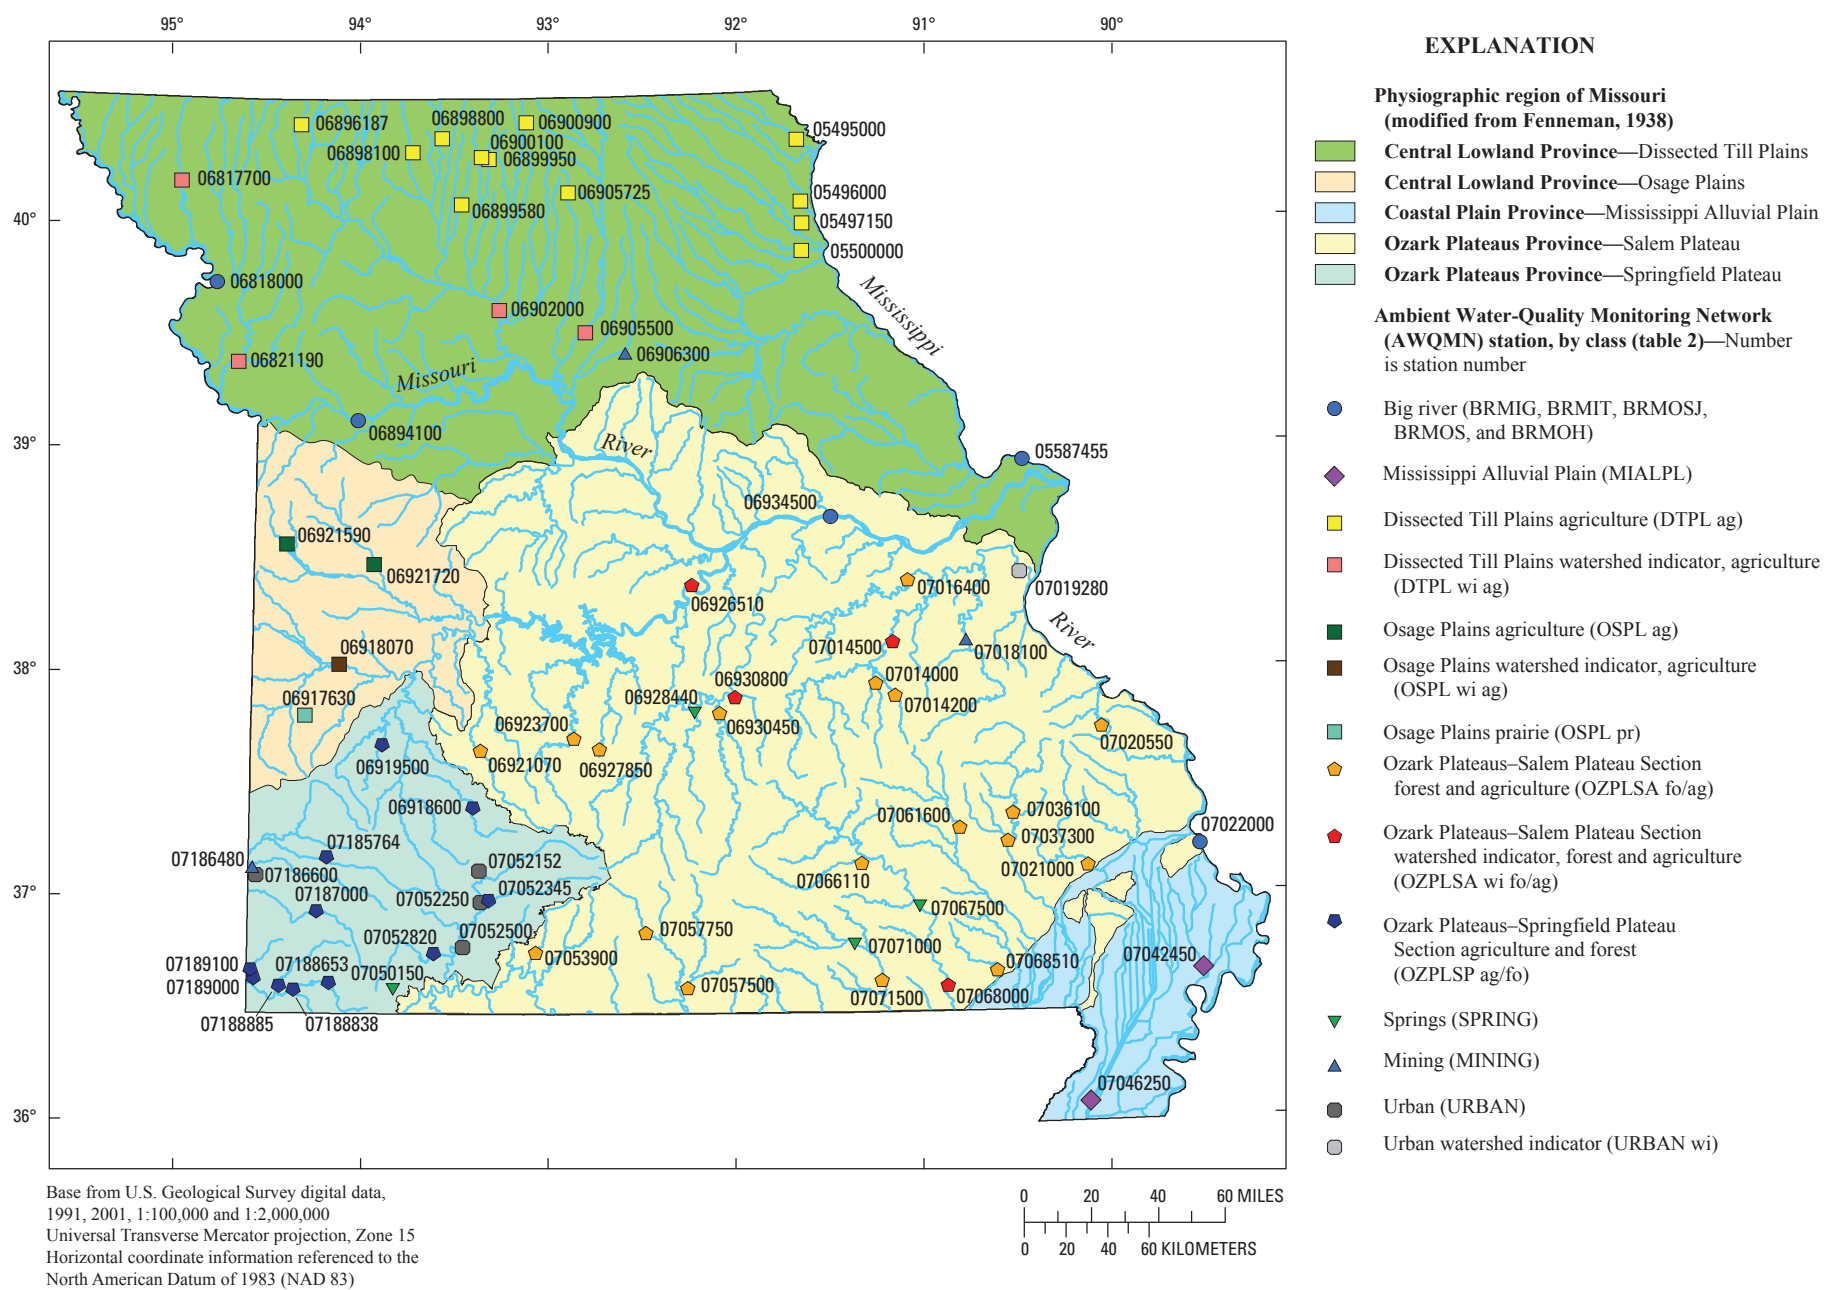 95°
94°
93°
92°
91°
90°
40°
39°
38°
37°
36°
06896187
06898800
06900900
06900100
06898100
06899950
05495000
06817700
06905725
05496000
06899580
05497150
05500000
06818000
Mississippi
06902000
06905500
06906300
06821190
Missouri
06894100
River
05587455
06934500
06921590
06921720
07016400
07019280
06926510
River
07014500
07018100
06918070
06930800
07014000
06928440
07014200
06917630
06923700
06930450
07020550
06919500
06921070
06927850
06918600
07061600
07036100
07022000
07185764
07037300
07186480
07052152
07186600
07066110
07021000
07187000
07052250
07052345
07067500
07052820
07052500
07057750
07071000
07042450
07189100
07188653
07050150
07053900
07068510
07189000
07057500
07071500
07068000
07188885
07188838
07046250
EXPLANATION
Physiographic region of Missouri
(modified from Fenneman, 1938)
Central Lowland Province—Dissected Till Plains
Central Lowland Province—Osage Plains
Coastal Plain Province—Mississippi Alluvial Plain
Ozark Plateaus Province—Salem Plateau
Ozark Plateaus Province—Springfield Plateau
Ambient Water-Quality Monitoring Network
(AWQMN) station, by class (table 2)—Number
is station number
Big river (BRMIG, BRMIT, BRMOSJ,
BRMOS, and BRMOH)
Mississippi Alluvial Plain (MIALPL)
Dissected Till Plains agriculture (DTPL ag)
Dissected Till Plains watershed indicator, agriculture
(DTPL wi ag)
Osage Plains agriculture (OSPL ag)
Osage Plains watershed indicator, agriculture
(OSPL wi ag)
Osage Plains prairie (OSPL pr)
Ozark Plateaus–Salem Plateau Section
forest and agriculture (OZPLSA fo/ag)
Ozark Plateaus–Salem Plateau Section
watershed indicator, forest and agriculture
(OZPLSA wi fo/ag)
Ozark Plateaus–Springfield Plateau
Section agriculture and forest
(OZPLSP ag/fo)
Springs (SPRING)
Mining (MINING)
Urban (URBAN)
Urban watershed indicator (URBAN wi)
Base from U.S. Geological Survey digital data,
1991, 2001, 1:100,000 and 1:2,000,000
Universal Transverse Mercator projection, Zone 15
Horizontal coordinate information referenced to the
North American Datum of 1983 (NAD 83)
0 20 40 60 MILES
0 20 40 60 KILOMETERS